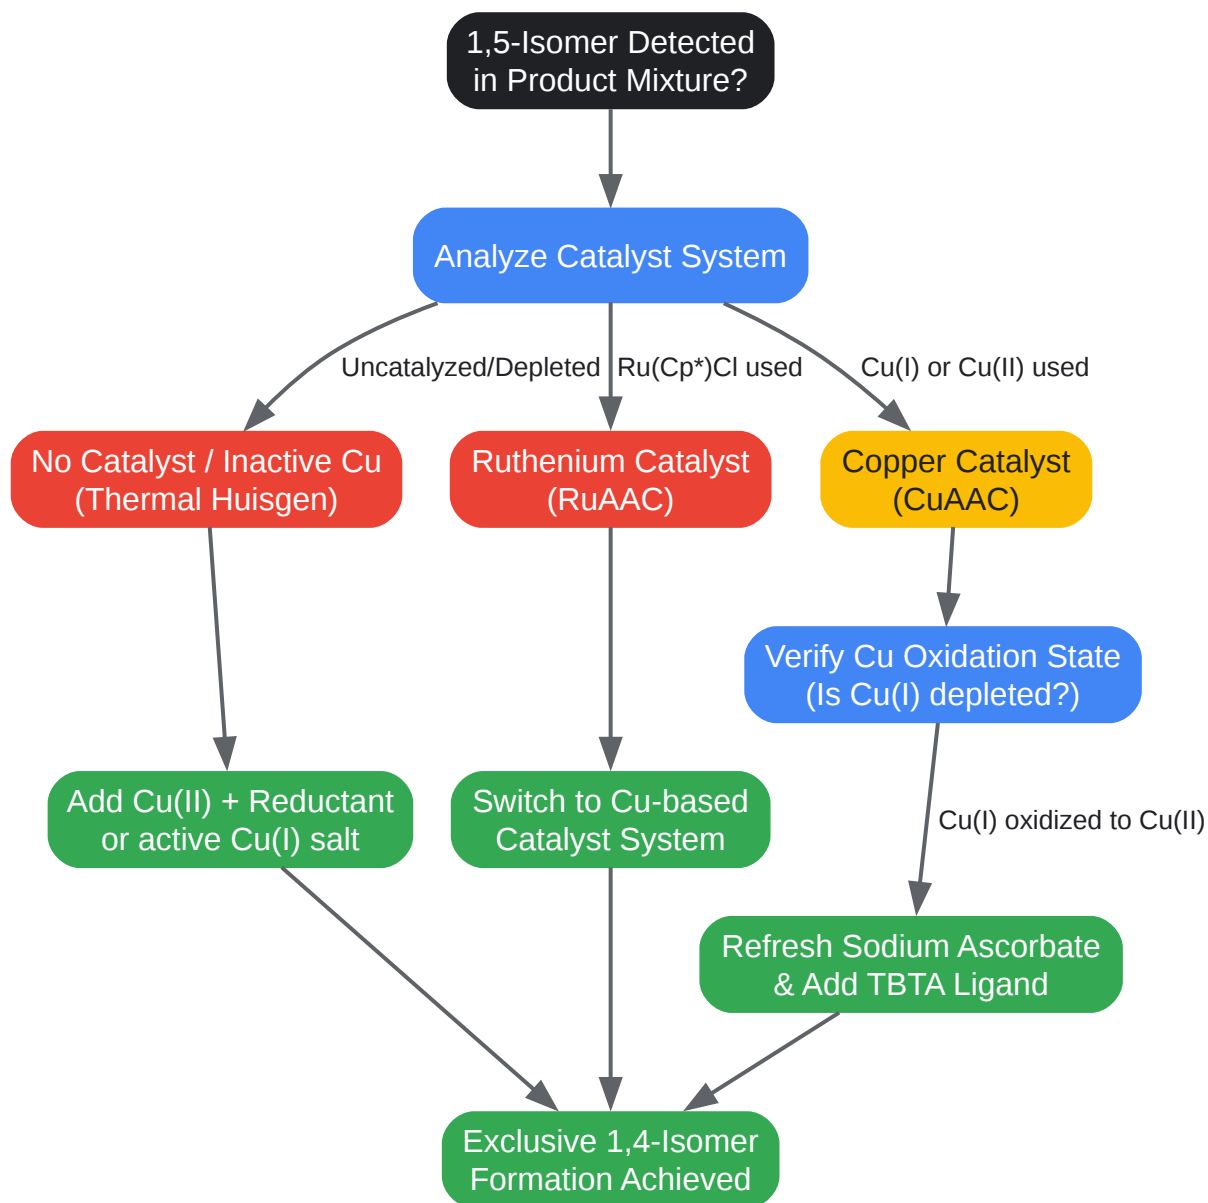 1,5-Isomer Detected
in Product Mixture?
Analyze Catalyst System
Uncatalyzed/Depleted
Ru(Cp*)Cl used
Cu(I) or Cu(II) used
No Catalyst / Inactive Cu
(Thermal Huisgen)
Ruthenium Catalyst
(RuAAC)
Copper Catalyst
(CuAAC)
Verify Cu Oxidation State
(Is Cu(I) depleted?)
Add Cu(II) + Reductant
or active Cu(I) salt
Switch to Cu-based
Catalyst System
Cu(I) oxidized to Cu(II)
Refresh Sodium Ascorbate
& Add TBTA Ligand
Exclusive 1,4-Isomer
Formation Achieved